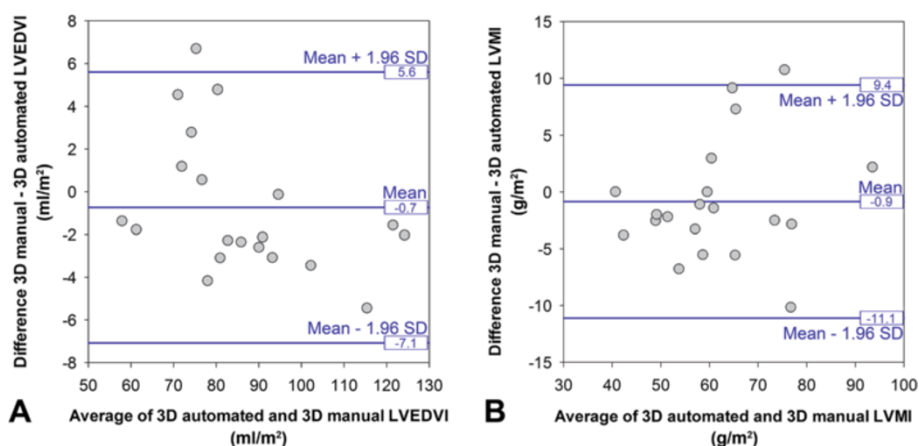 Difference 3D manual - 3D automated LVEDVI
(ml/m²)
8
6
4
2
0
-2
-4
-6
-8
Mean + 1.96 SD
5.6
Mean
-0.7
Mean - 1.96 SD
-7.1
50 60 70 80 90 100 110 120 130
A
Average of 3D automated and 3D manual LVEDVI
(ml/m²)
Difference 3D manual - 3D automated LVMI
(g/m²)
15
10
5
0
-5
-10
-15
9.4
Mean + 1.96 SD
Mean
-0.9
-11.1
Mean - 1.96 SD
30 40 50 60 70 80 90 100
B
Average of 3D automated and 3D manual LVMI
(g/m²)